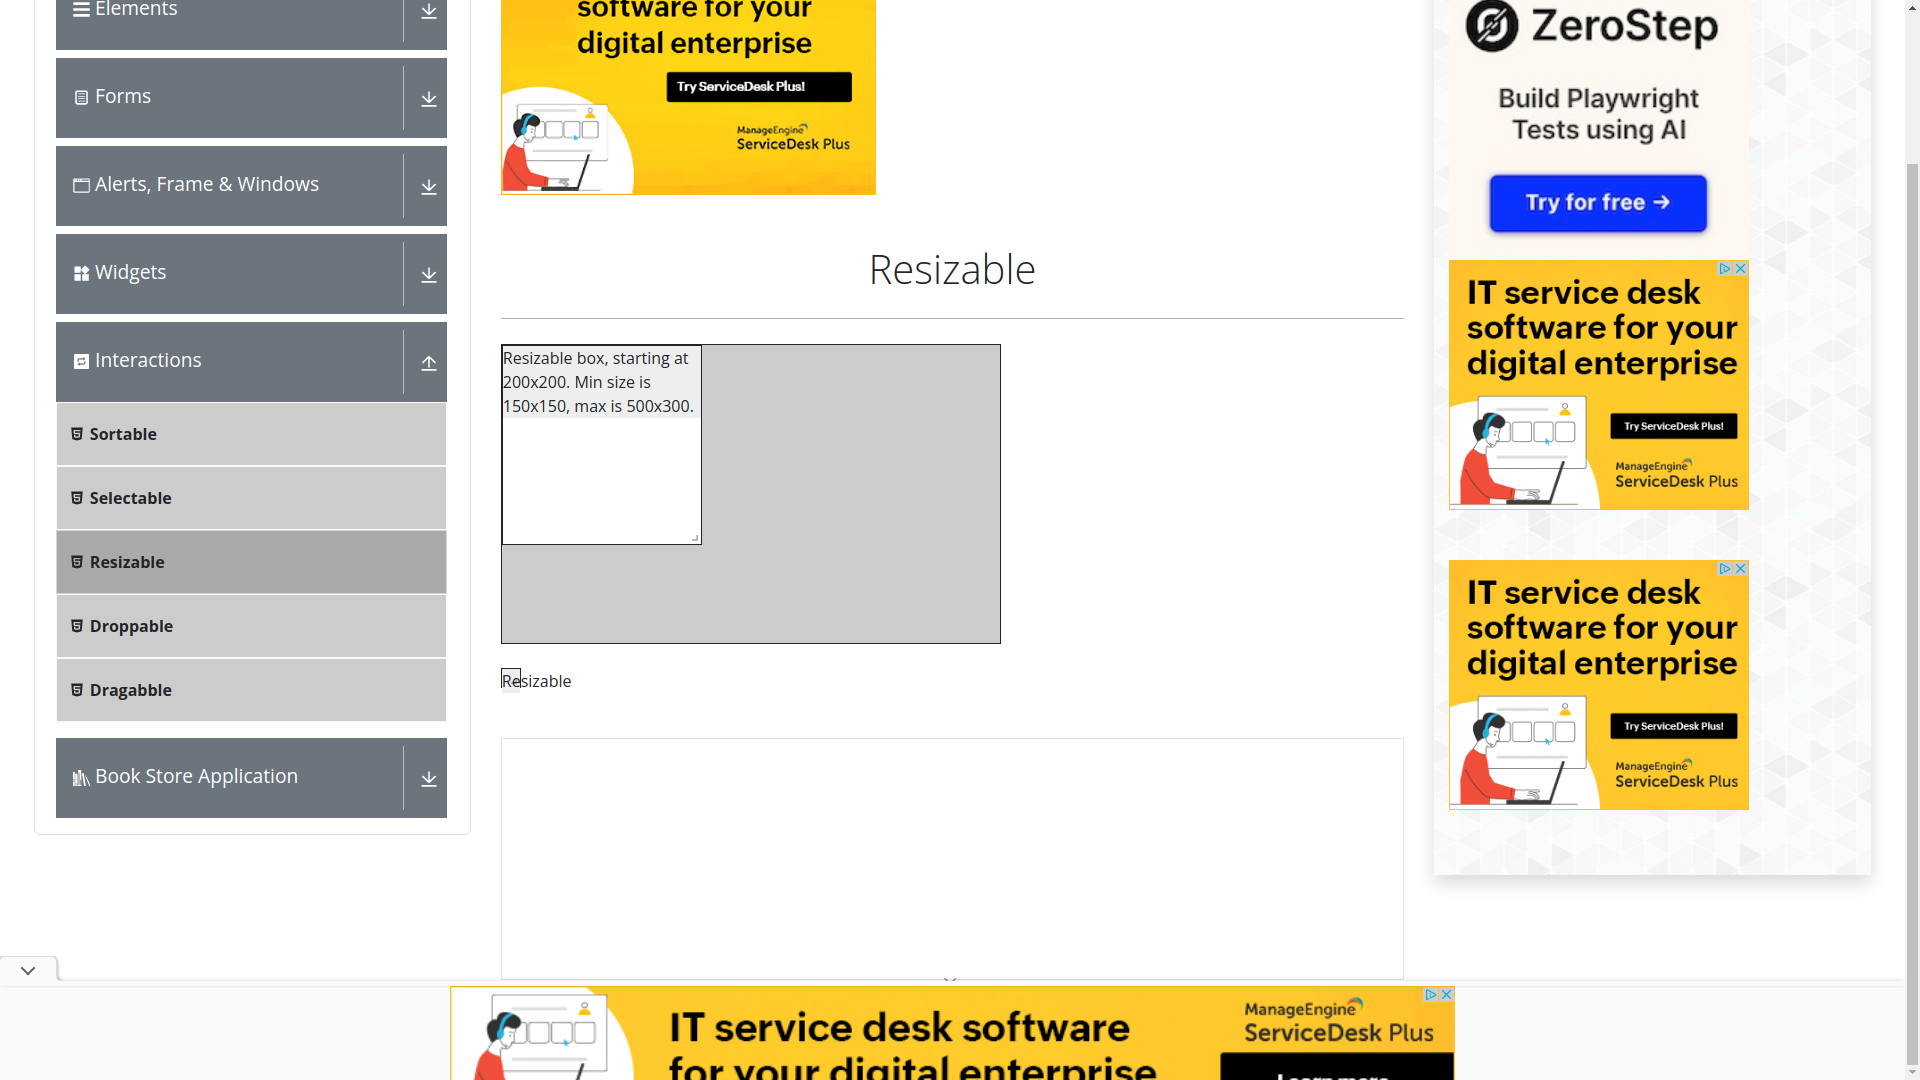 Elements
Forms
Alerts, Frame & Windows
Widgets
Interactions
Sortable
Selectable
Resizable
Droppable
Dragabble
Book Store Application
software for your
digital enterprise
Try ServiceDesk Plus!
ManageEngine
ServiceDesk Plus
Resizable
Resizable box, starting at
200x200. Min size is
150x150, max is 500x300.
Resizable
ZeroStep
Build Playwright
Tests using AI
Try for free →
IT service desk
software for your
digital enterprise
Try ServiceDesk Plus!
ManageEngine
ServiceDesk Plus
IT service desk
software for your
digital enterprise
Try ServiceDesk Plus!
ManageEngine
ServiceDesk Plus
IT service desk software
for your digital enterprise
ManageEngine
ServiceDesk Plus
Learn more